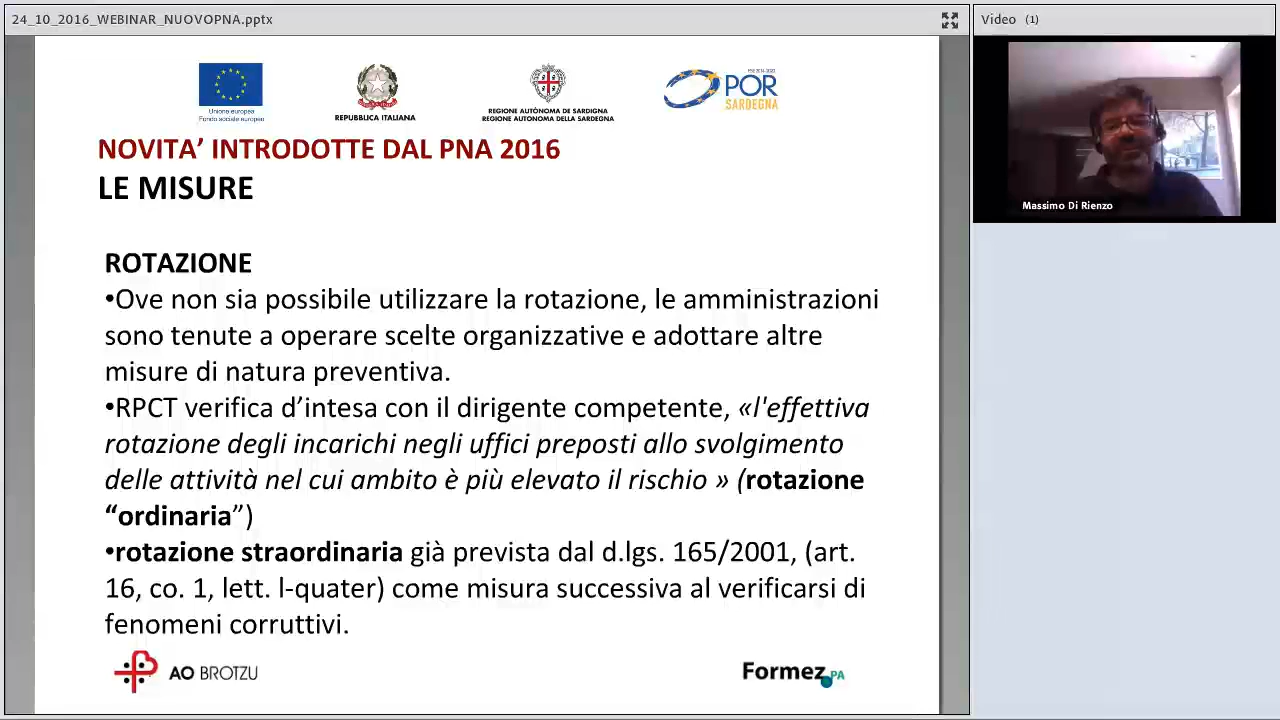 24_10_2016_WEBINAR_NUOVOPNA.pptx
Video (1)
Unione europea
Fondo sociale europeo
REPUBBLICA ITALIANA
REGIONE AUTÒNOMA DE SARDIGNA
REGIONE AUTONOMA DELLA SARDEGNA
POR
SARDEGNA
Massimo Di Rienzo
NOVITA’ INTRODOTTE DAL PNA 2016
LE MISURE
ROTAZIONE
•Ove non sia possibile utilizzare la rotazione, le amministrazioni
sono tenute a operare scelte organizzative e adottare altre
misure di natura preventiva.
•RPCT verifica d’intesa con il dirigente competente, «l'effettiva
rotazione degli incarichi negli uffici preposti allo svolgimento
delle attività nel cui ambito è più elevato il rischio » (rotazione
“ordinaria”)
•rotazione straordinaria già prevista dal d.lgs. 165/2001, (art.
16, co. 1, lett. l-quater) come misura successiva al verificarsi di
fenomeni corruttivi.
AO BROTZU
Formez PA